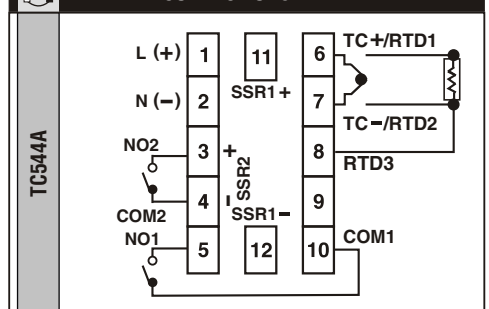 TC544A
L (+) 1 11 6 TC+/RTD1
SSR1+
N (−) 2 7 TC−/RTD2
NO2 3 + 8 RTD3
SSR2
COM2 4 - 9
SSR1−
NO1 5 12 10 COM1